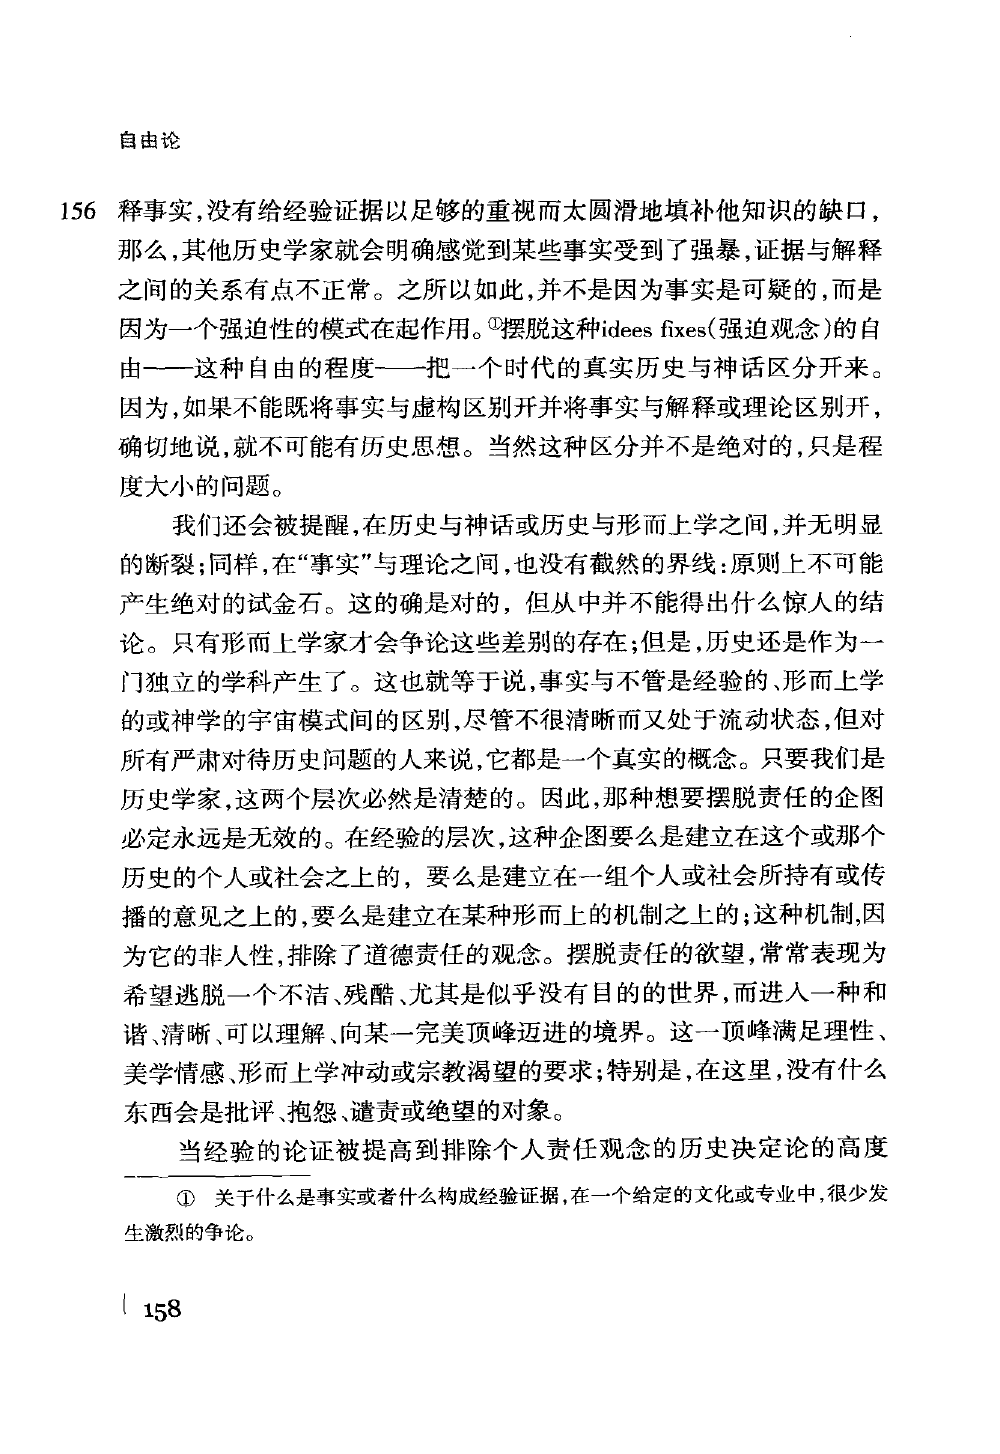 自由论
156 释事实,没有给经验证据以足够的重视而太圆滑地填补他知识的缺口,
那么,其他历史学家就会明确感觉到某些事实受到了强暴,证据与解释
之间的关系有点不正常。之所以如此,并不是因为事实是可疑的,而是
因为一个强迫性的模式在起作用。①摆脱这种idees fixes(强迫观念)的自
由——这种自由的程度——把一个时代的真实历史与神话区分开来。
因为,如果不能既将事实与虚构区别开并将事实与解释或理论区别开,
确切地说,就不可能有历史思想。当然这种区分并不是绝对的,只是程
度大小的问题。
我们还会被提醒,在历史与神话或历史与形而上学之间,并无明显
的断裂;同样,在“事实”与理论之间,也没有截然的界线:原则上不可能
产生绝对的试金石。这的确是对的,但从中并不能得出什么惊人的结
论。只有形而上学家才会争论这些差别的存在;但是,历史还是作为一
门独立的学科产生了。这也就等于说,事实与不管是经验的、形而上学
的或神学的宇宙模式间的区别,尽管不很清晰而又处于流动状态,但对
所有严肃对待历史问题的人来说,它都是一个真实的概念。只要我们是
历史学家,这两个层次必然是清楚的。因此,那种想要摆脱责任的企图
必定永远是无效的。在经验的层次,这种企图要么是建立在这个或那个
历史的个人或社会之上的,要么是建立在一组个人或社会所持有或传
播的意见之上的,要么是建立在某种形而上的机制之上的;这种机制,因
为它的非人性,排除了道德责任的观念。摆脱责任的欲望,常常表现为
希望逃脱一个不洁、残酷、尤其是似乎没有目的的世界,而进入一种和
谐、清晰、可以理解、向某一完美顶峰迈进的境界。这一顶峰满足理性、
美学情感、形而上学冲动或宗教渴望的要求;特别是,在这里,没有什么
东西会是批评、抱怨、谴责或绝望的对象。
当经验的论证被提高到排除个人责任观念的历史决定论的高度
① 关于什么是事实或者什么构成经验证据,在一个给定的文化或专业中,很少发
生激烈的争论。
158